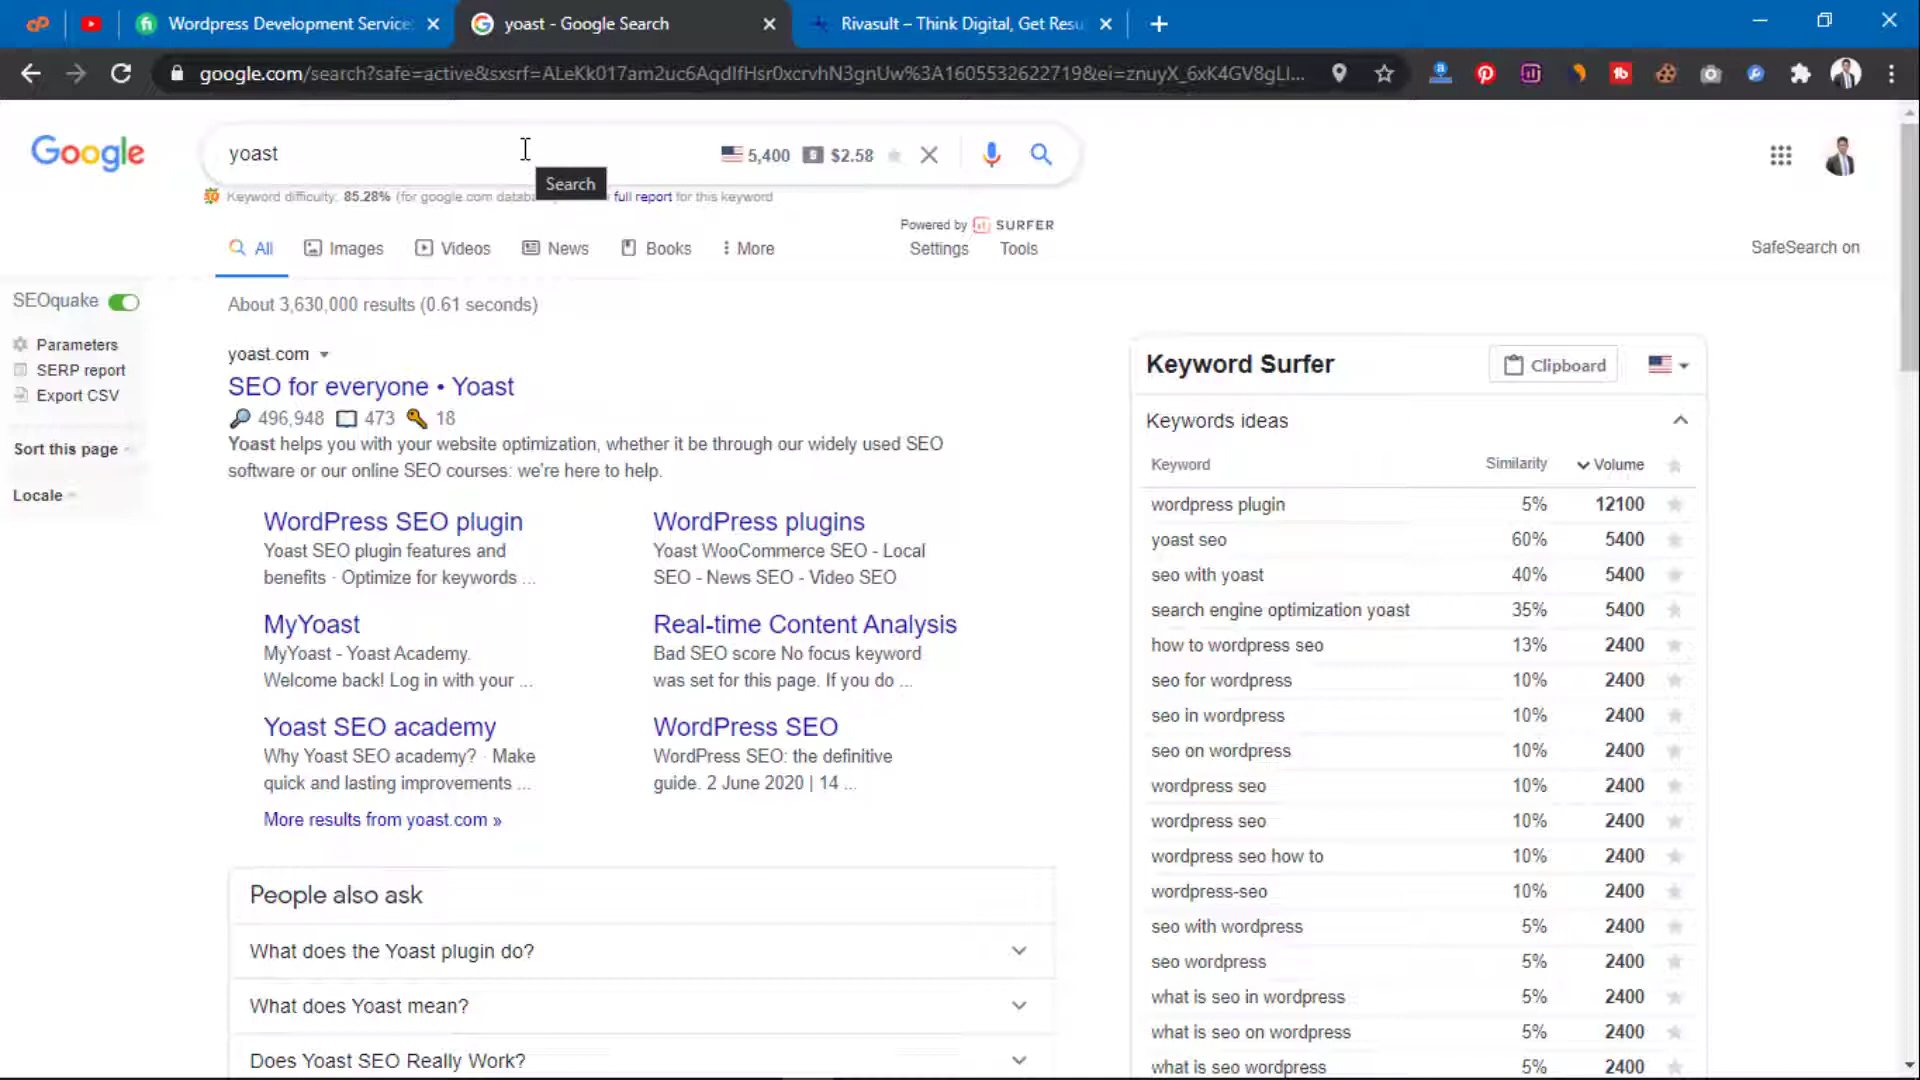 Wordpress Development Service
yoast - Google Search
Rivasult – Think Digital, Get Resu
google.com/search?safe=active&sxsrf=ALeKk017am2uc6AqdIfHsr0xcrvhN3gnUw%3A1605532622719&ei=znuyX_6xK4GV8gLI...
Google
yoast
5,400
$2.58
Search
Keyword difficulty: 85.28% (for google.com databa
full report for this keyword
Powered by SURFER
All
Images
Videos
News
Books
More
Settings
Tools
SafeSearch on
SEOquake
Parameters
SERP report
Export CSV
Sort this page
Locale
About 3,630,000 results (0.61 seconds)
yoast.com
SEO for everyone • Yoast
496,948 473 18
Yoast helps you with your website optimization, whether it be through our widely used SEO
software or our online SEO courses: we're here to help.
WordPress SEO plugin
Yoast SEO plugin features and
benefits · Optimize for keywords ...
WordPress plugins
Yoast WooCommerce SEO - Local
SEO - News SEO - Video SEO
MyYoast
MyYoast - Yoast Academy.
Welcome back! Log in with your ...
Real-time Content Analysis
Bad SEO score No focus keyword
was set for this page. If you do ...
Yoast SEO academy
Why Yoast SEO academy? · Make
quick and lasting improvements ...
WordPress SEO
WordPress SEO: the definitive
guide. 2 June 2020 | 14 ...
More results from yoast.com »
People also ask
What does the Yoast plugin do?
What does Yoast mean?
Does Yoast SEO Really Work?
Keyword Surfer
Clipboard
Keywords ideas
Keyword Similarity Volume
wordpress plugin 5% 12100
yoast seo 60% 5400
seo with yoast 40% 5400
search engine optimization yoast 35% 5400
how to wordpress seo 13% 2400
seo for wordpress 10% 2400
seo in wordpress 10% 2400
seo on wordpress 10% 2400
wordpress seo 10% 2400
wordpress seo 10% 2400
wordpress seo how to 10% 2400
wordpress-seo 10% 2400
seo with wordpress 5% 2400
seo wordpress 5% 2400
what is seo in wordpress 5% 2400
what is seo on wordpress 5% 2400
what is seo wordpress 5% 2400